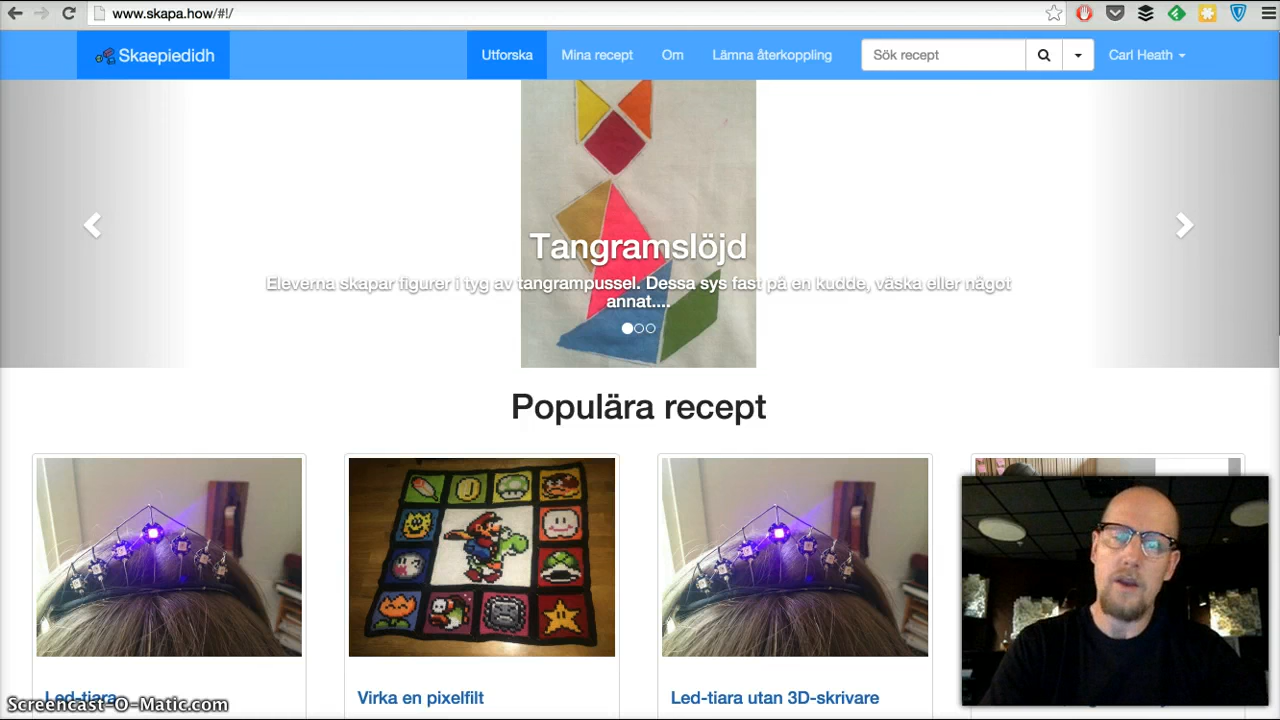 www.skapa.how/#!/
Skaepiedidh
Utforska
Mina recept
Om
Lämna återkoppling
Sök recept
Carl Heath
Tangramslöjd
Eleverna skapar figurer i tyg av tangrampussel. Dessa sys fast på en kudde, väska eller något
annat....
Populära recept
Led-tiara
Virka en pixelfilt
Led-tiara utan 3D-skrivare
Screencast-O-Matic.com